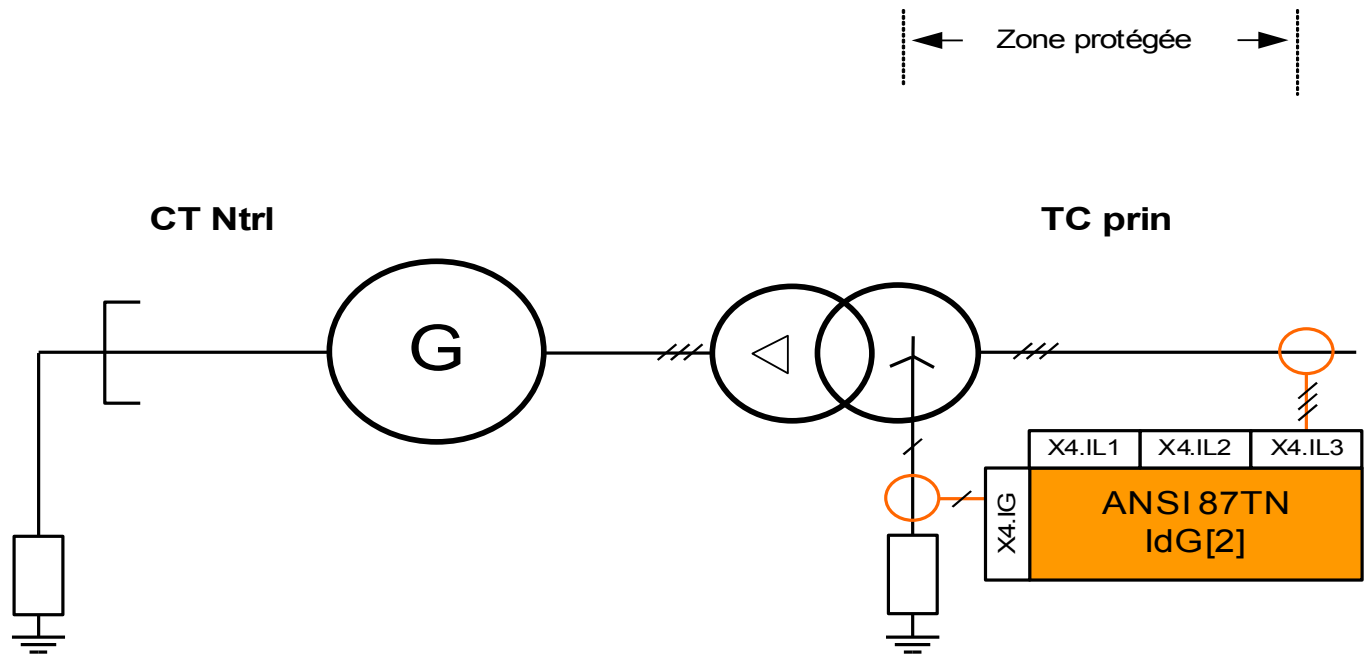 Zone protégée
CT Ntrl
TC prin
G
X4.IL1 X4.IL2 X4.IL3
X4.IG
ANSI 87TN
IdG[2]